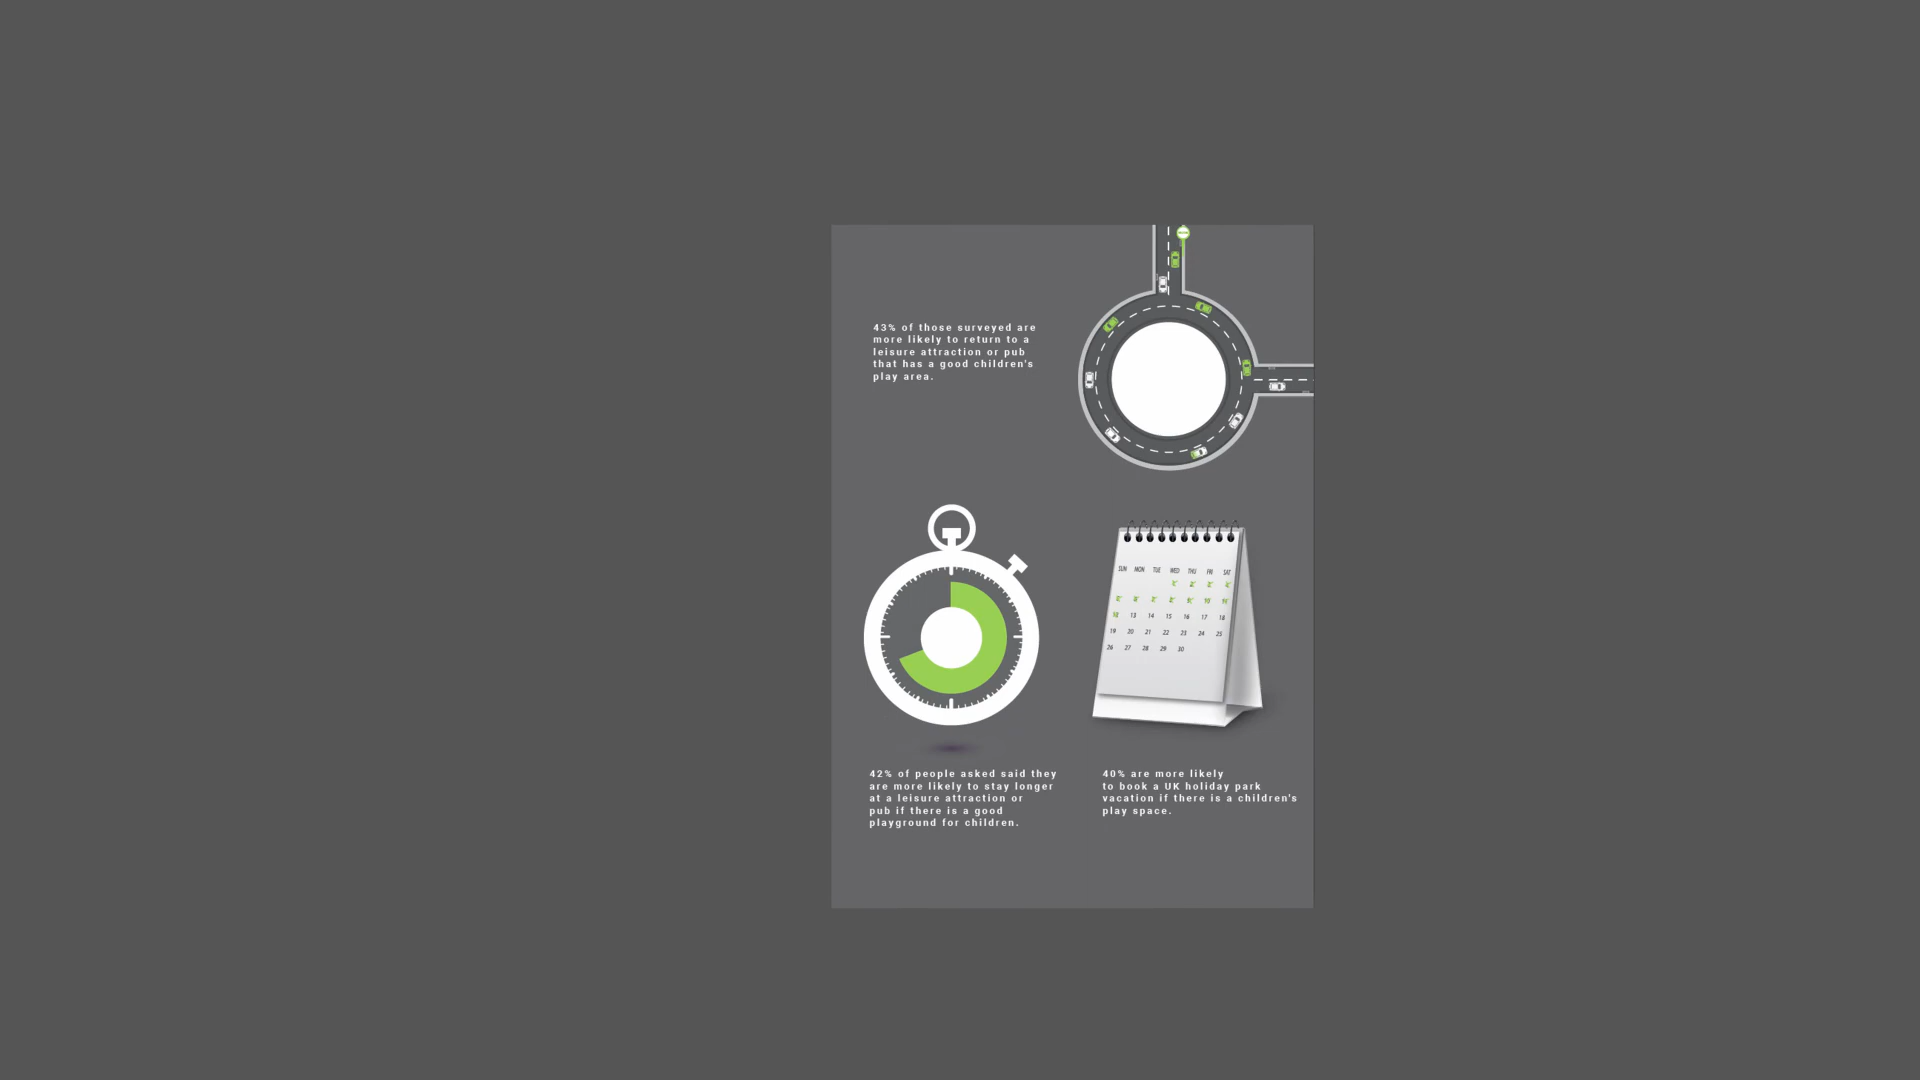 43% of those surveyed are
more likely to return to a
leisure attraction or pub
that has a good children's
play area.
SUN MON TUE WED THU FRI SAT
12 13 14 15 16 17 18
19 20 21 22 23 24 25
26 27 28 29 30
42% of people asked said they
are more likely to stay longer
at a leisure attraction or
pub if there is a good
playground for children.
40% are more likely
to book a UK holiday park
vacation if there is a children's
play space.